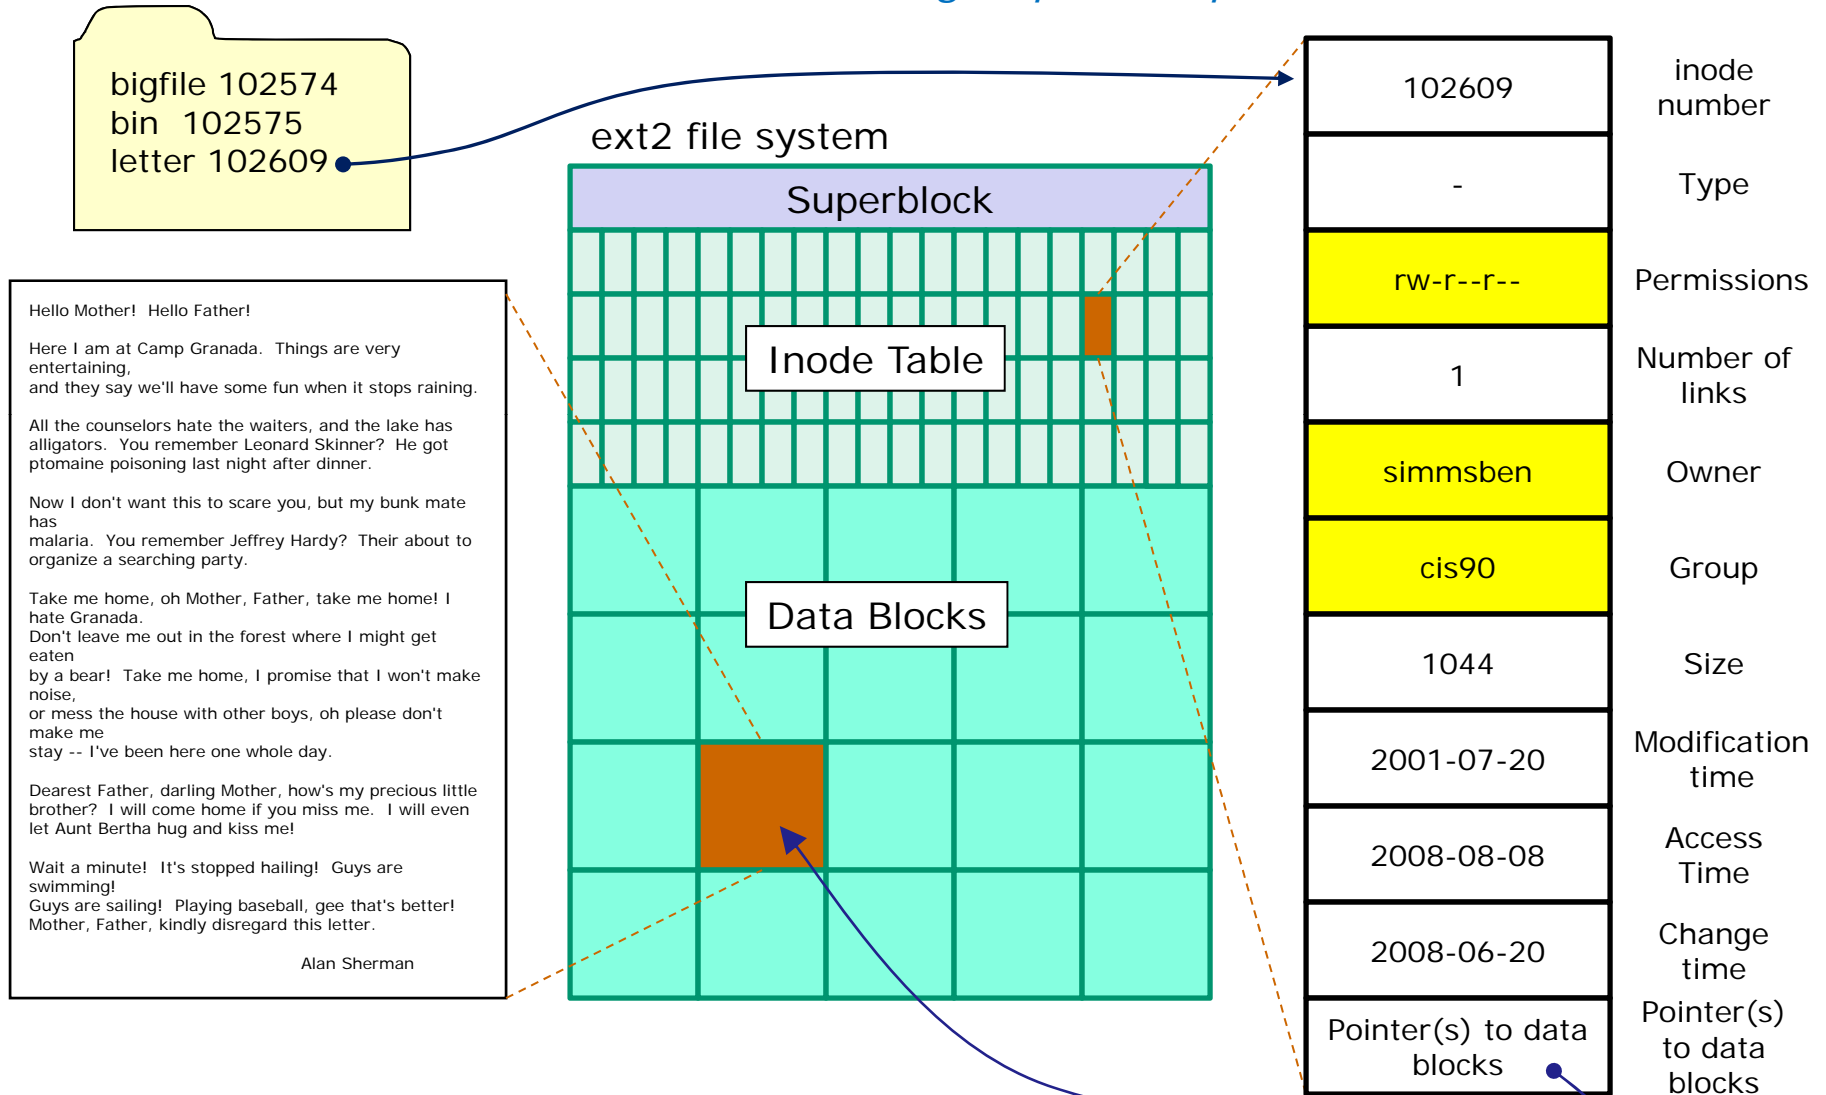 bigfile 102574
bin 102575
letter 102609
ext2 file system
Superblock
Inode Table
Data Blocks
Hello Mother! Hello Father!
Here I am at Camp Granada. Things are very
entertaining,
and they say we'll have some fun when it stops raining.
All the counselors hate the waiters, and the lake has
alligators. You remember Leonard Skinner? He got
ptomaine poisoning last night after dinner.
Now I don't want this to scare you, but my bunk mate
has
malaria. You remember Jeffrey Hardy? Their about to
organize a searching party.
Take me home, oh Mother, Father, take me home! I
hate Granada.
Don't leave me out in the forest where I might get
eaten
by a bear! Take me home, I promise that I won't make
noise,
or mess the house with other boys, oh please don't
make me
stay -- I've been here one whole day.
Dearest Father, darling Mother, how's my precious little
brother? I will come home if you miss me. I will even
let Aunt Bertha hug and kiss me!
Wait a minute! It's stopped hailing! Guys are
swimming!
Guys are sailing! Playing baseball, gee that's better!
Mother, Father, kindly disregard this letter.
Alan Sherman
102609
inode
number
-
Type
rw-r--r--
Permissions
1
Number of
links
simmsben
Owner
cis90
Group
1044
Size
2001-07-20
Modification
time
2008-08-08
Access
Time
2008-06-20
Change
time
Pointer(s) to data
blocks
Pointer(s)
to data
blocks